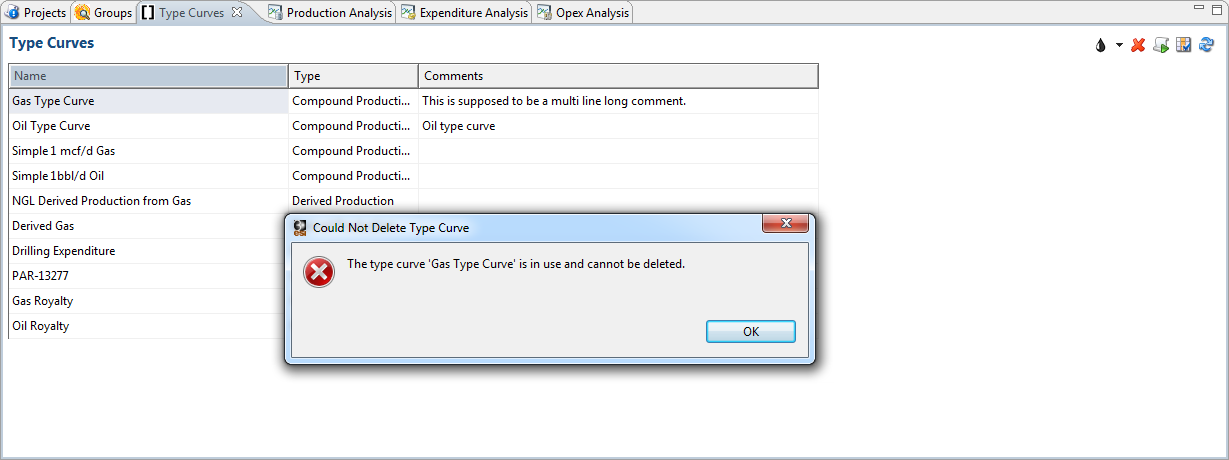 Projects Groups Type Curves Production Analysis Expenditure Analysis Opex Analysis
Type Curves
Name Type Comments
Gas Type Curve Compound Producti... This is supposed to be a multi line long comment.
Oil Type Curve Compound Producti... Oil type curve
Simple 1 mcf/d Gas Compound Producti...
Simple 1bbl/d Oil Compound Producti...
NGL Derived Production from Gas Derived Production
Derived Gas
Drilling Expenditure
PAR-13277
Gas Royalty
Oil Royalty
Could Not Delete Type Curve
The type curve 'Gas Type Curve' is in use and cannot be deleted.
OK